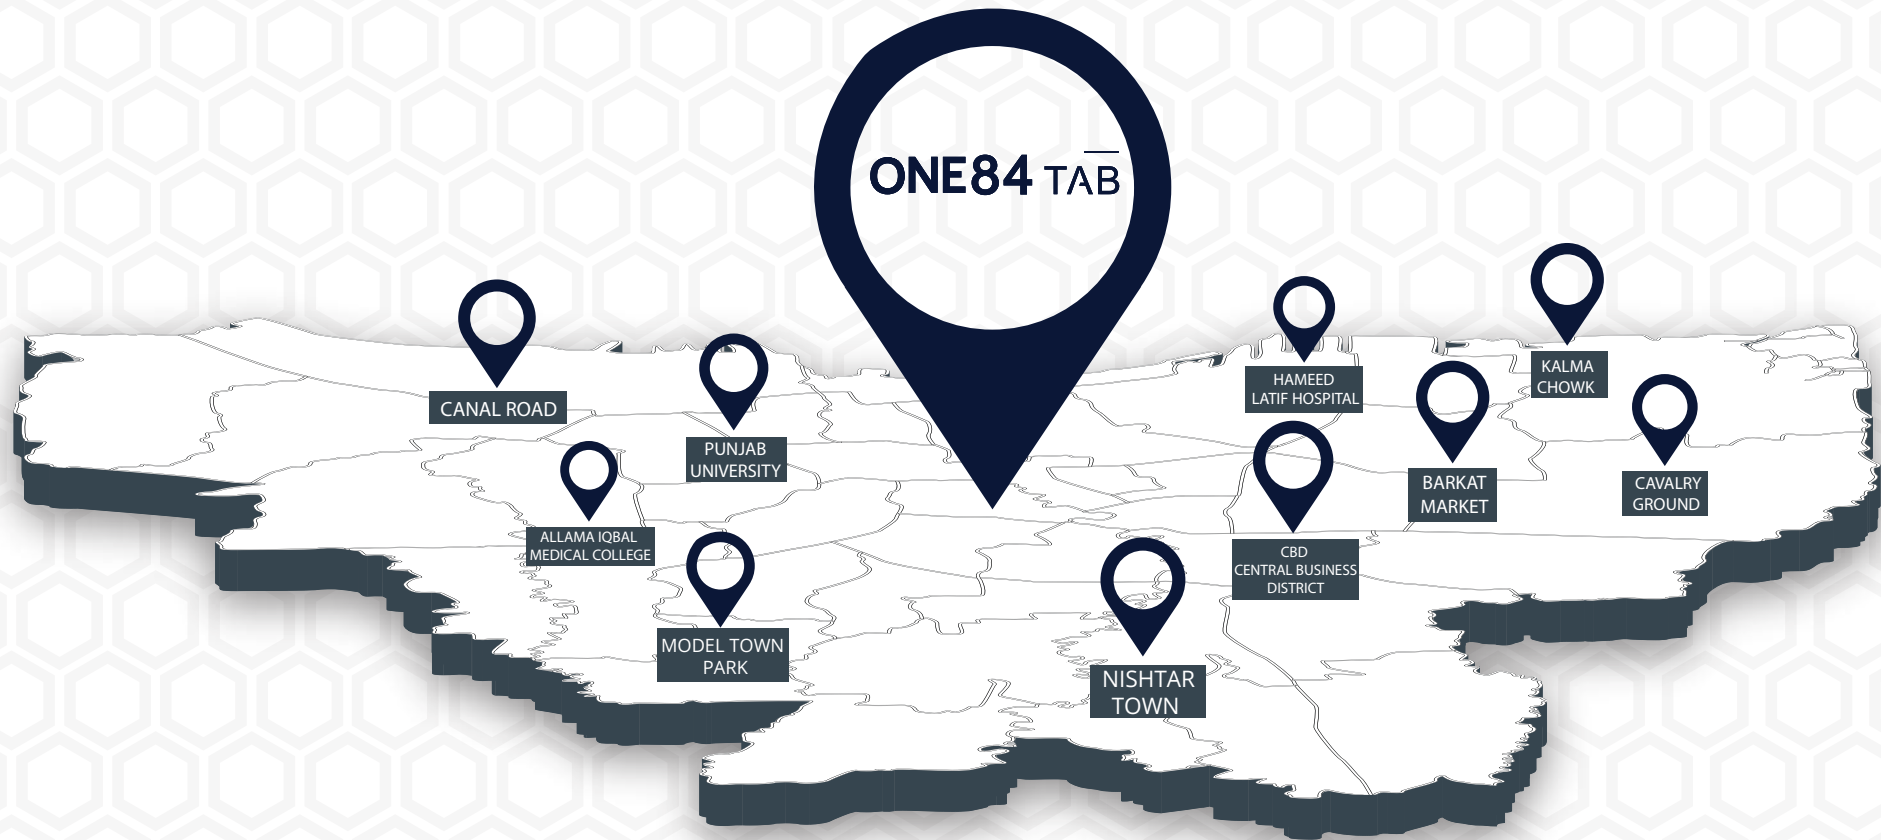 ONE84 TAB
CANAL ROAD
PUNJAB
UNIVERSITY
ALLAMA IQBAL
MEDICAL COLLEGE
MODEL TOWN
PARK
NISHTAR
TOWN
HAMEED
LATIF HOSPITAL
CBD
CENTRAL BUSINESS
DISTRICT
BARKAT
MARKET
KALMA
CHOWK
CAVALRY
GROUND